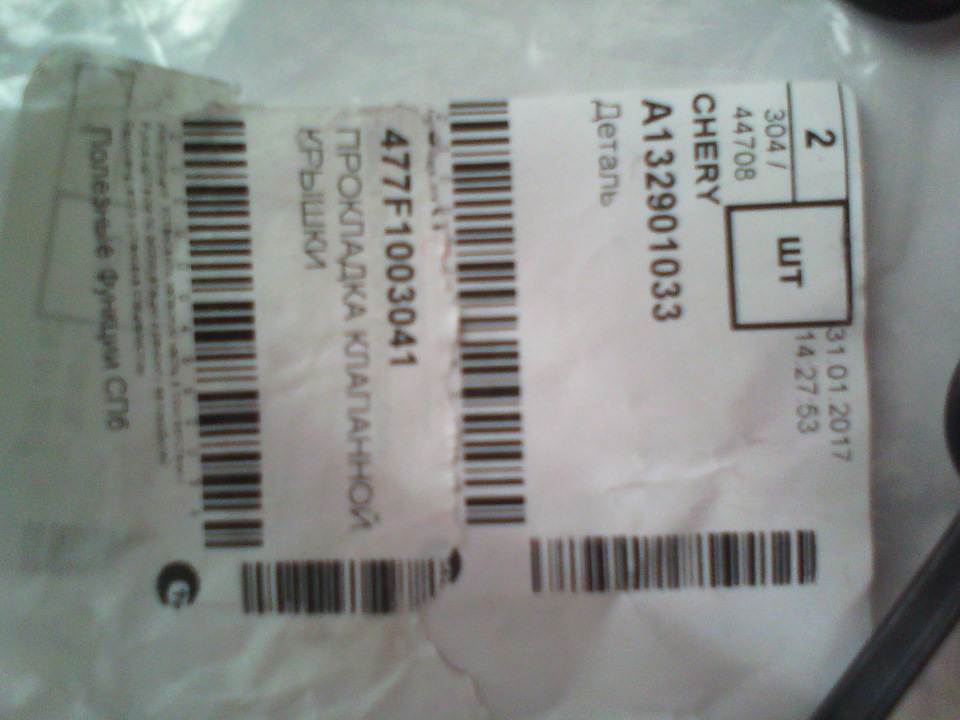 2
шт
31.01.2017
14:27:53
304 /
44708
CHERY
A132901033
Деталь
477F1003041
ПРОКЛАДКА КЛАПАННОЙ
КРЫШКИ
Полезные Функции СПб